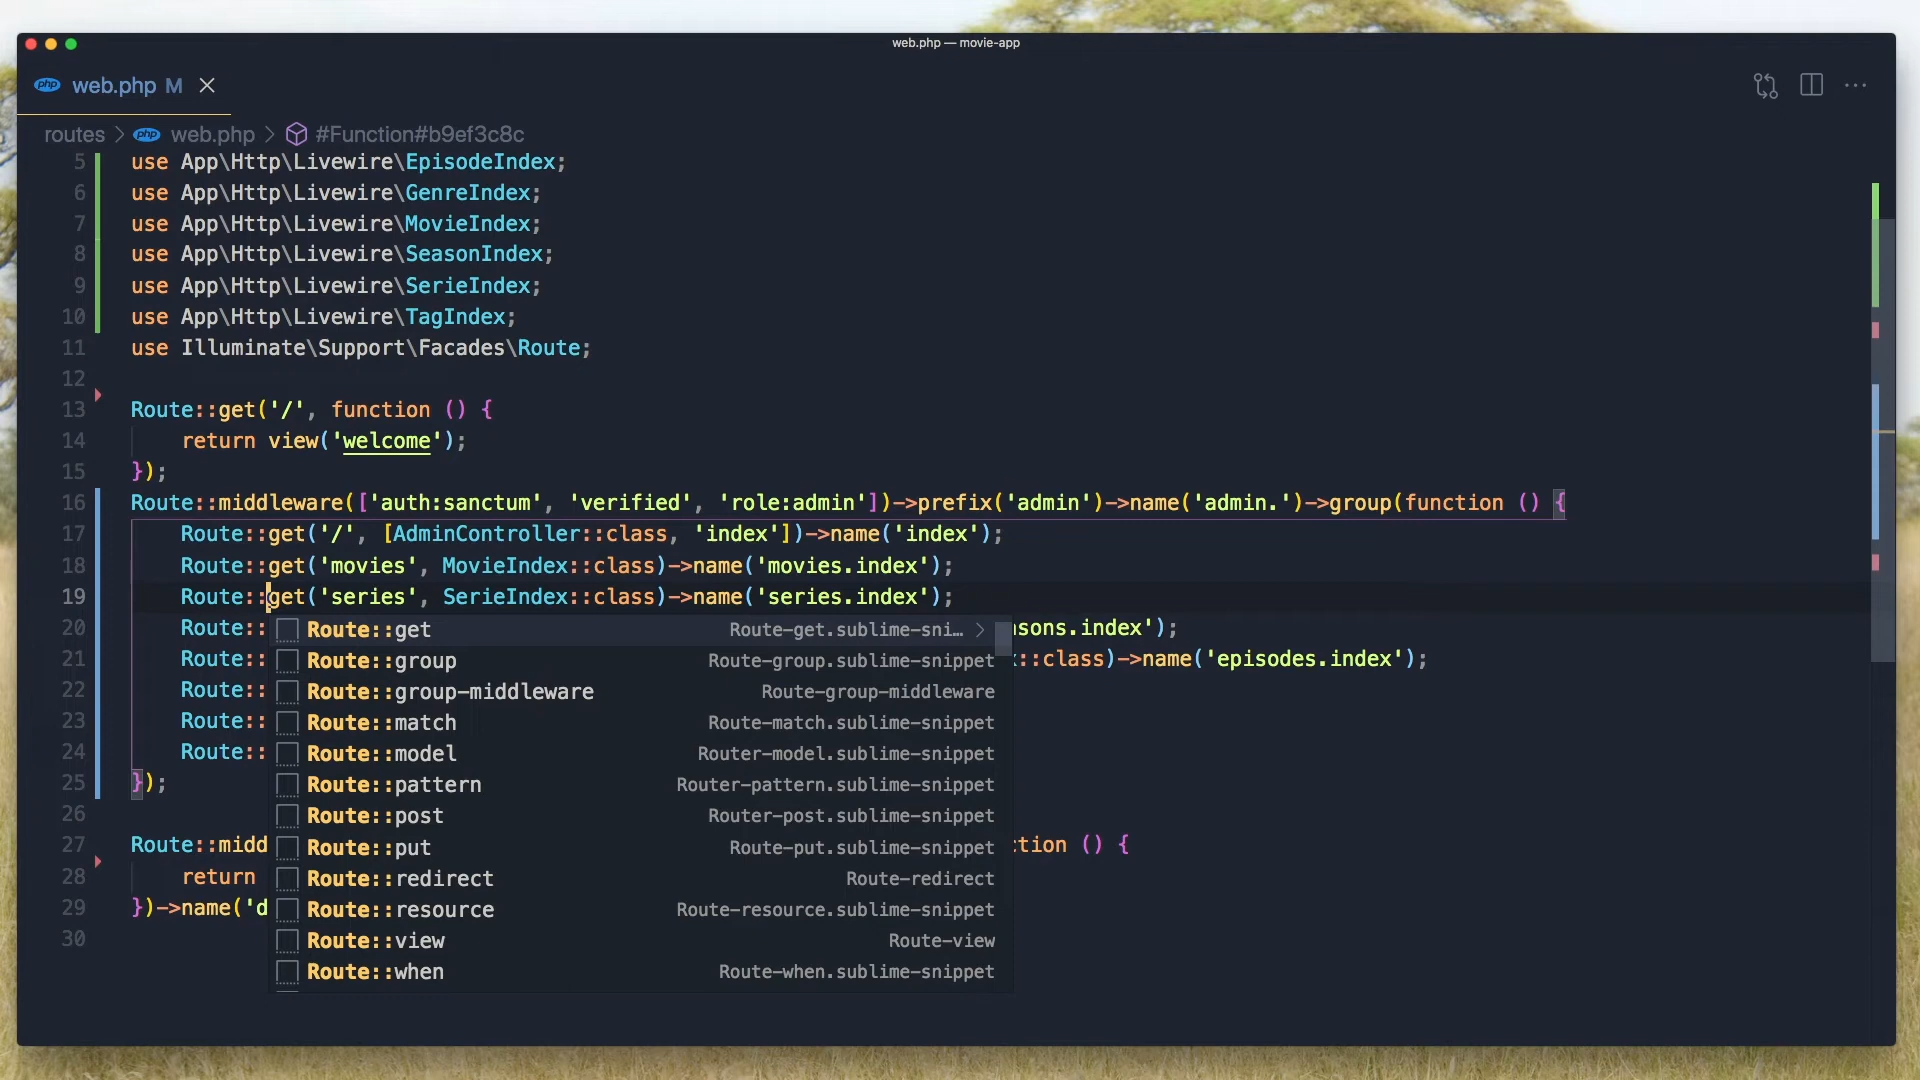 web.php — movie-app
php web.php M
routes > php web.php > #Function#b9ef3c8c
5 use App\Http\Livewire\EpisodeIndex;
6 use App\Http\Livewire\GenreIndex;
7 use App\Http\Livewire\MovieIndex;
8 use App\Http\Livewire\SeasonIndex;
9 use App\Http\Livewire\SerieIndex;
10 use App\Http\Livewire\TagIndex;
11 use Illuminate\Support\Facades\Route;
12
13 Route::get('/', function () {
14 return view('welcome');
15 });
16 Route::middleware(['auth:sanctum', 'verified', 'role:admin'])->prefix('admin')->name('admin.')->group(function () {
17 Route::get('/', [AdminController::class, 'index'])->name('index');
18 Route::get('movies', MovieIndex::class)->name('movies.index');
19 Route::get('series', SerieIndex::class)->name('series.index');
20 Route:: Route::get Route-get.sublime-sni… > sons.index');
21 Route:: Route::group Route-group.sublime-snippet ::class)->name('episodes.index');
22 Route:: Route::group-middleware Route-group-middleware
23 Route:: Route::match Route-match.sublime-snippet
24 Route:: Route::model Router-model.sublime-snippet
25 }); Route::pattern Router-pattern.sublime-snippet
26 Route::post Router-post.sublime-snippet
27 Route::midd Route::put Route-put.sublime-snippet ction () {
28 return Route::redirect Route-redirect
29 })->name('d Route::resource Route-resource.sublime-snippet
30 Route::view Route-view
Route::when Route-when.sublime-snippet